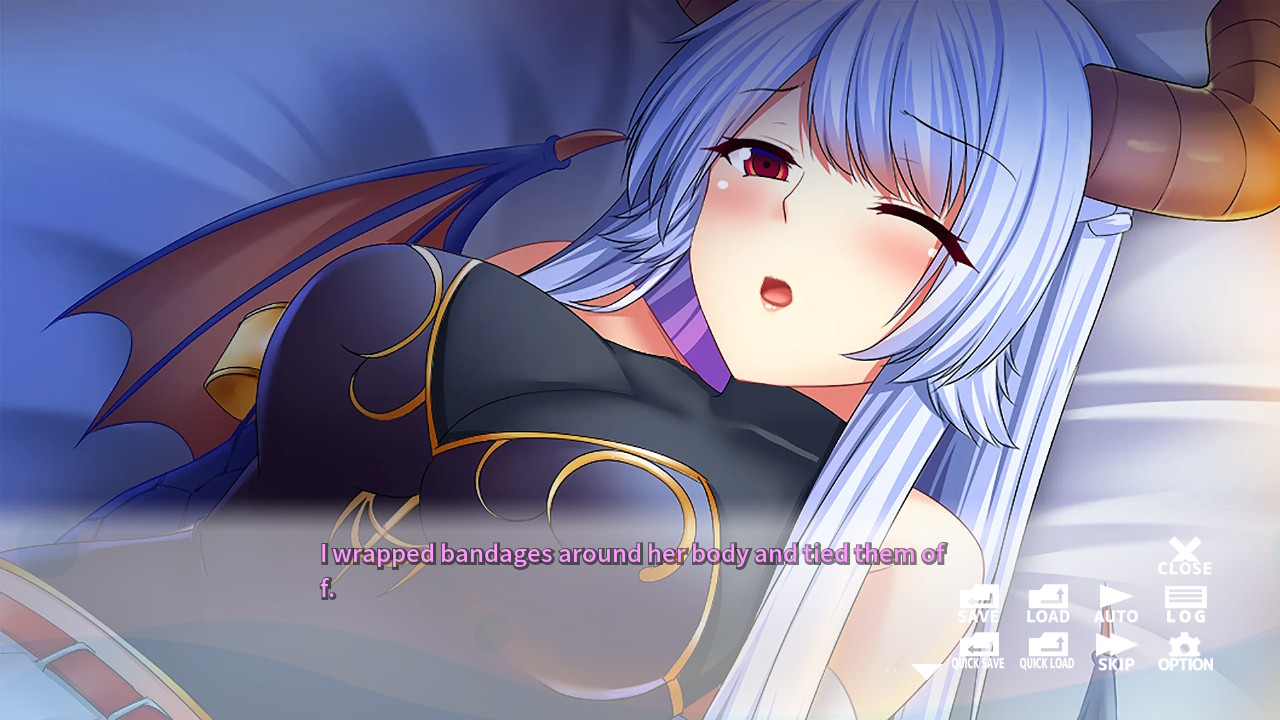 I wrapped bandages around her body and tied them of
f.
CLOSE
SAVE LOAD AUTO LOG
QUICK SAVE QUICK LOAD SKIP OPTION